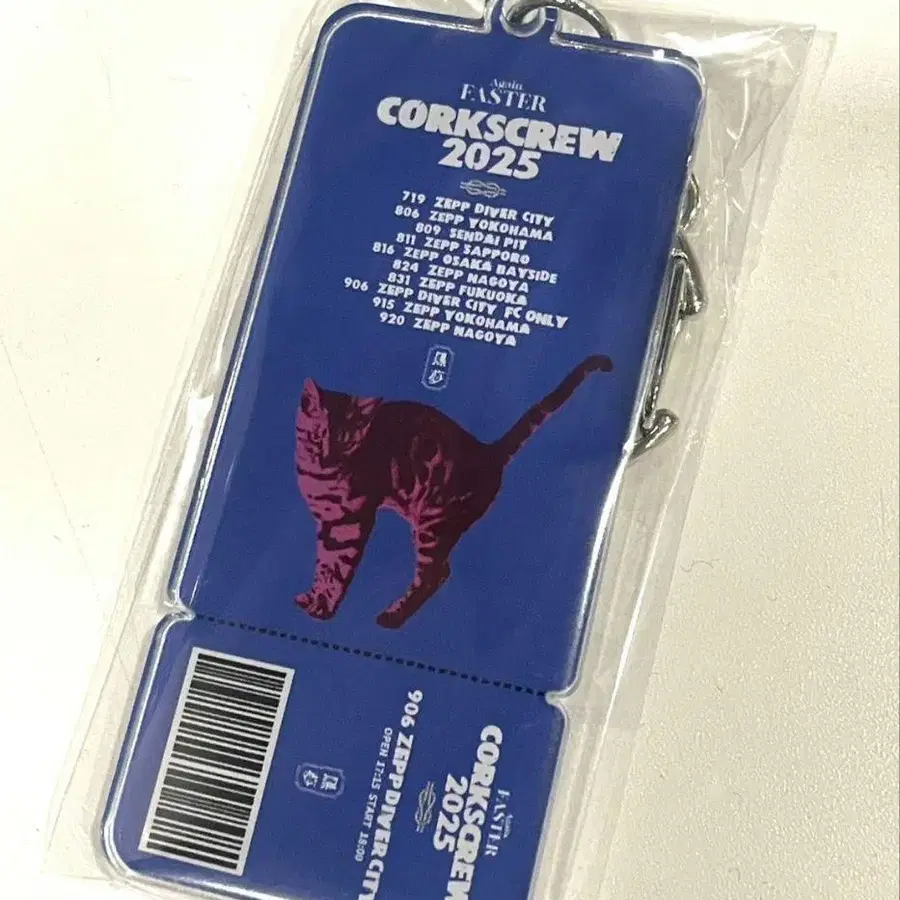 Again
FASTER
CORKSCREW
2025
719 ZEPP DIVER CITY
806 ZEPP YOKOHAMA
809 SENDAI PIT
811 ZEPP SAPPORO
816 ZEPP OSAKA BAYSIDE
824 ZEPP NAGOYA
831 ZEPP FUKUOKA
906 ZEPP DIVER CITY FC ONLY
915 ZEPP YOKOHAMA
920 ZEPP NAGOYA
Again
FASTER
CORKSCREW
2025
906 ZEPP DIVER CITY
OPEN 17:15 START 18:00